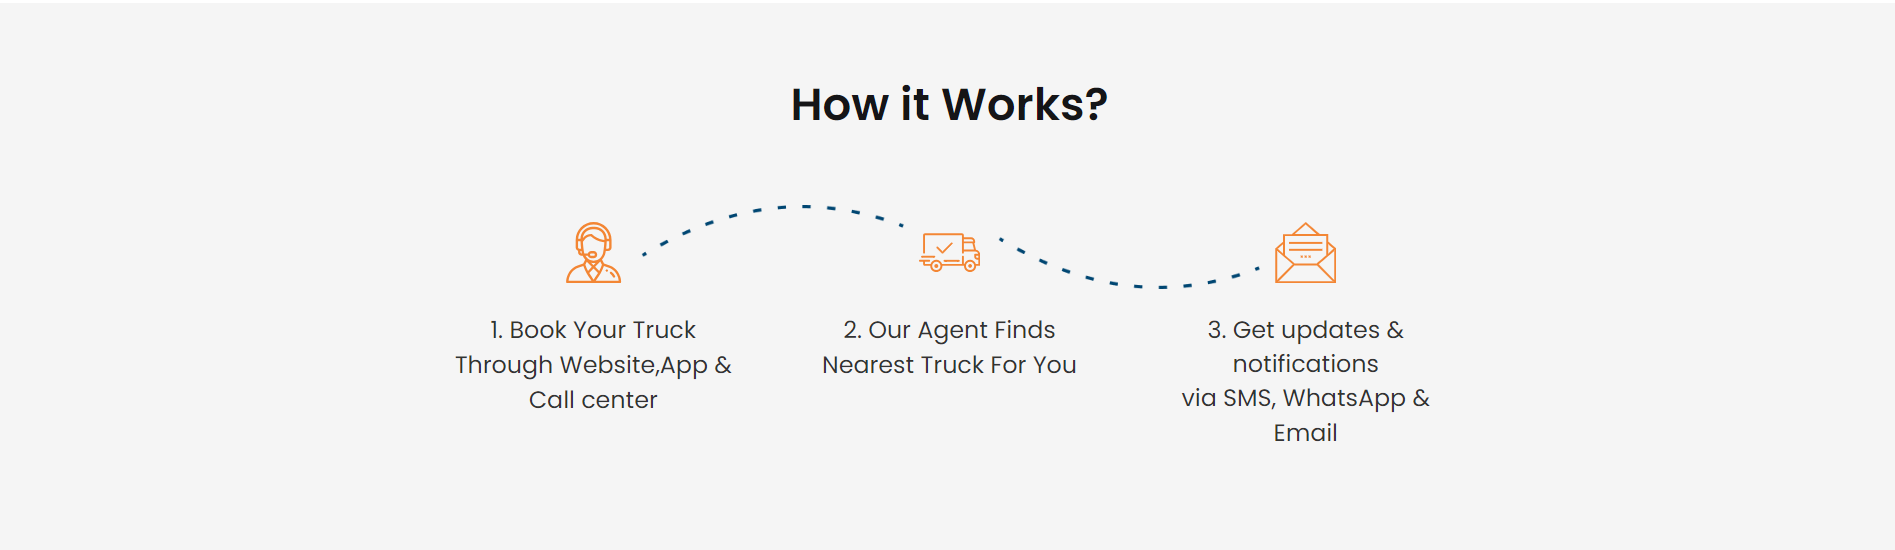 How it Works?
1. Book Your Truck
Through Website,App &
Call center
2. Our Agent Finds
Nearest Truck For You
3. Get updates &
notifications
via SMS, WhatsApp &
Email